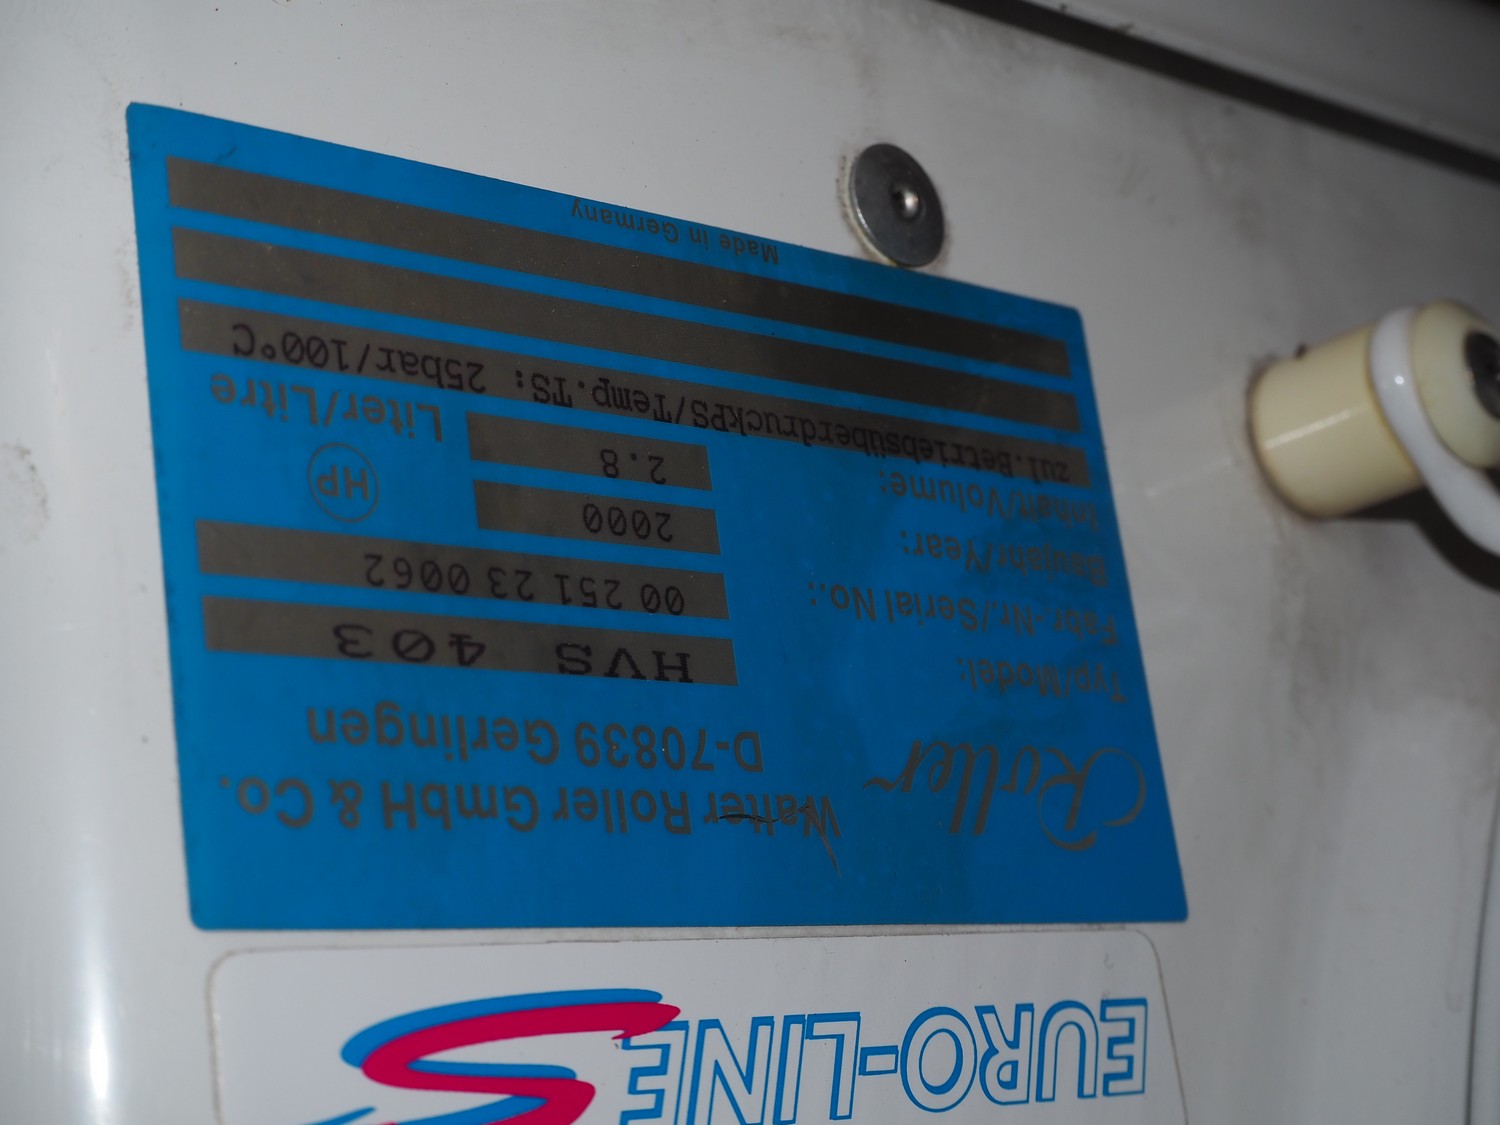 EURO-LINE
Roller
Walter Roller GmbH & Co.
D-70839 Gerlingen
Typ/Model: HVS 403
Fabr.-Nr./Serial No.: 00 251 23 0062
Baujahr/Year: 2000
Inhalt/Volume: 2.8 Liter/Litre
HP
zul.BetriebsüberdruckPS/Temp.TS: 25bar/100°C
Made in Germany